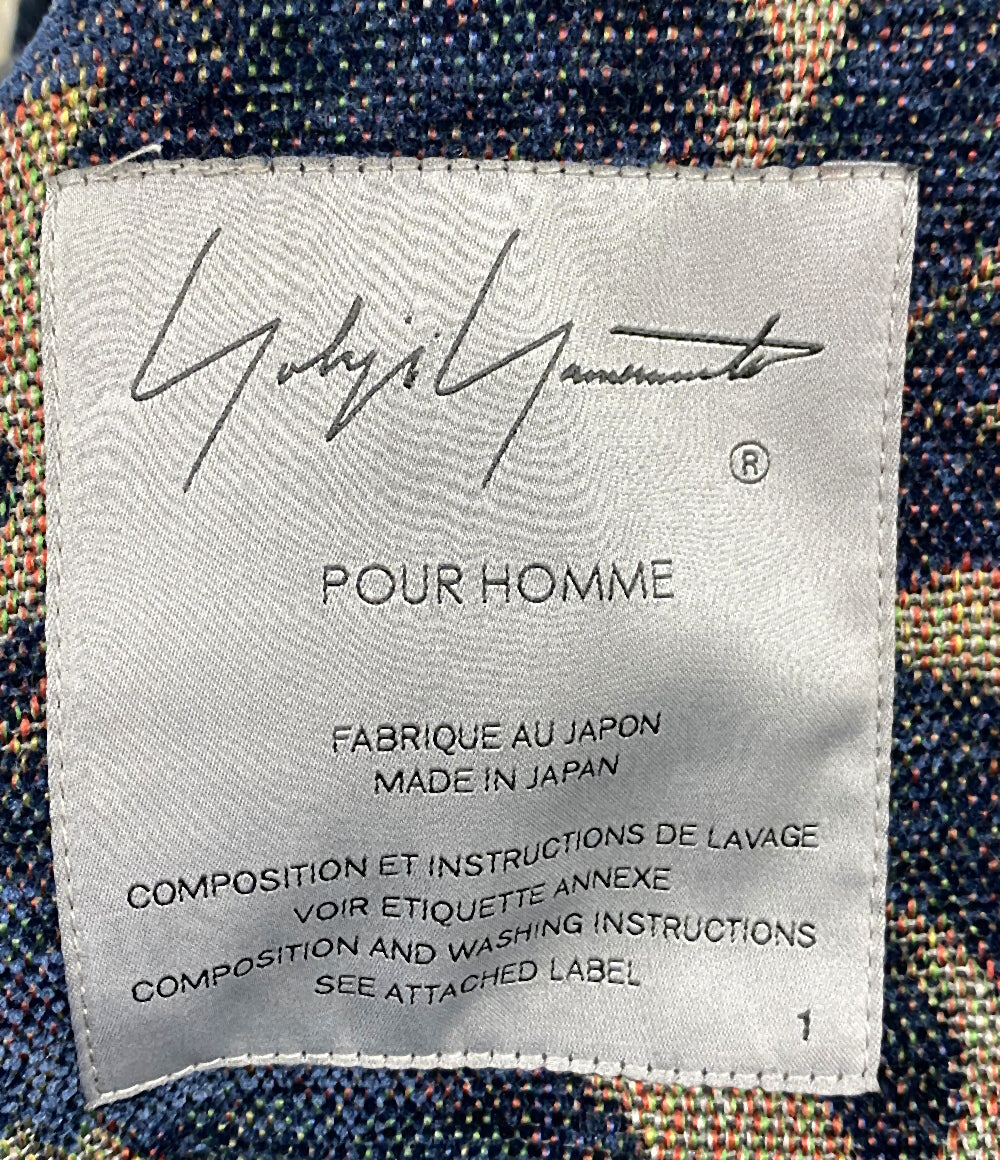 Yohji Yamamoto
®
POUR HOMME
FABRIQUE AU JAPON
MADE IN JAPAN
COMPOSITION ET INSTRUCTIONS DE LAVAGE
VOIR ETIQUETTE ANNEXE
COMPOSITION AND WASHING INSTRUCTIONS
SEE ATTACHED LABEL
1